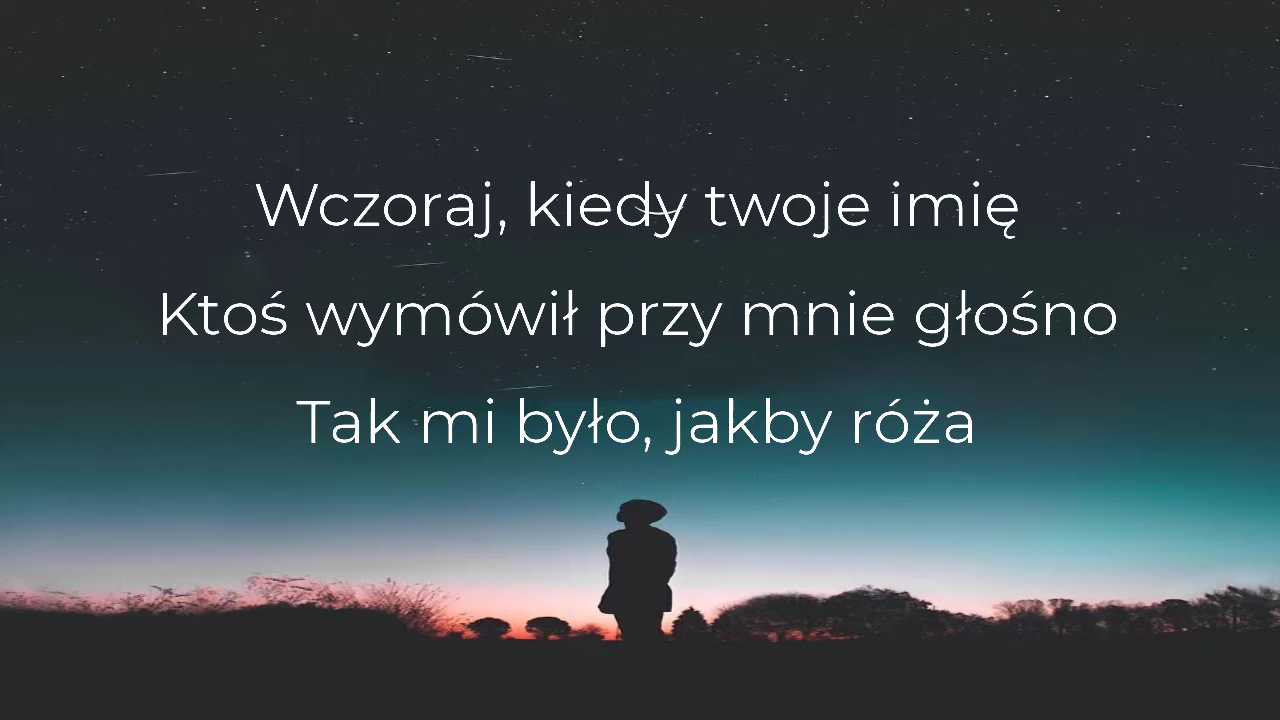 Wczoraj, kiedy twoje imię
Ktoś wymówił przy mnie głośno
Tak mi było, jakby róża